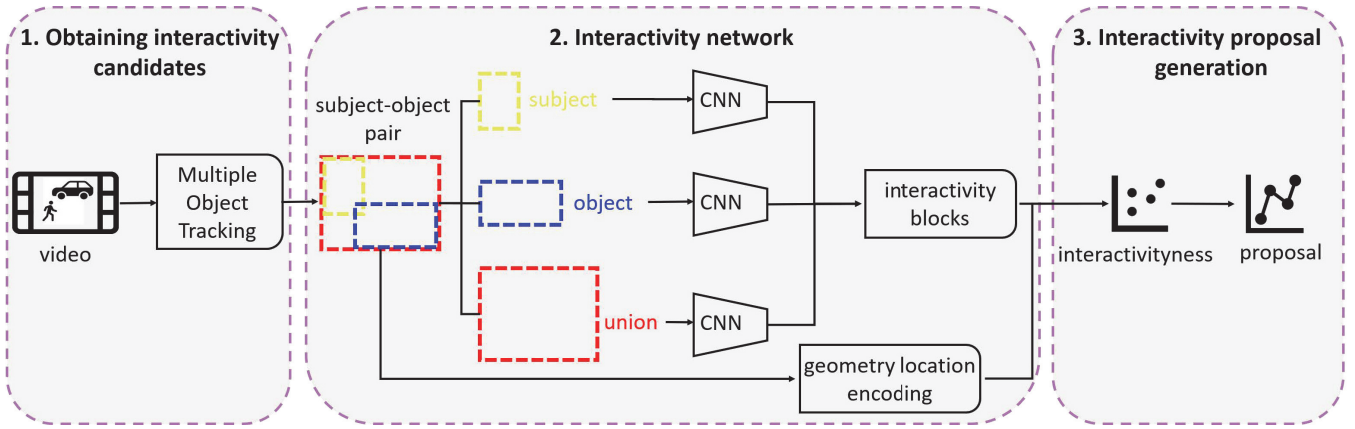 1. Obtaining interactivity
candidates
video
Multiple
Object
Tracking
2. Interactivity network
subject-object
pair
subject
object
union
CNN
CNN
CNN
interactivity
blocks
geometry location
encoding
3. Interactivity proposal
generation
interactivityness
proposal